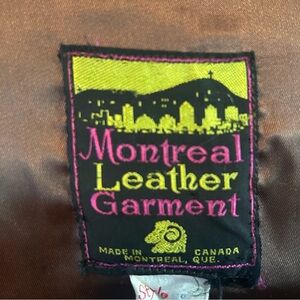 Montreal
Leather
Garment
MADE IN CANADA
MONTREAL, QUE.